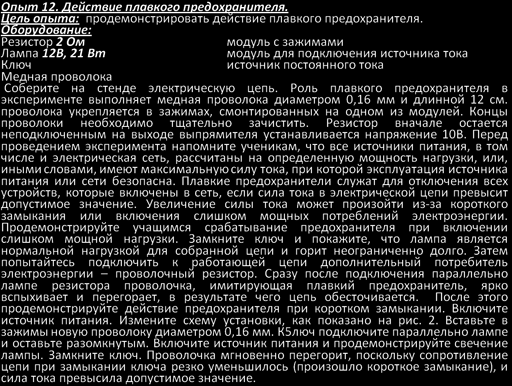 Опыт 12. Действие плавкого предохранителя.
Цель опыта: продемонстрировать действие плавкого предохранителя.
Оборудование:
Резистор 2 Ом модуль с зажимами
Лампа 12В, 21 Вт модуль для подключения источника тока
Ключ источник постоянного тока
Медная проволока
Соберите на стенде электрическую цепь. Роль плавкого предохранителя в
эксперименте выполняет медная проволока диаметром 0,16 мм и длинной 12 см.
проволока укрепляется в зажимах, смонтированных на одном из модулей. Концы
проволоки необходимо тщательно зачистить. Резистор вначале остается
неподключенным на выходе выпрямителя устанавливается напряжение 10В. Перед
проведением эксперимента напомните ученикам, что все источники питания, в том
числе и электрическая сеть, рассчитаны на определенную мощность нагрузки, или,
иными словами, имеют максимальную силу тока, при которой эксплуатация источника
питания или сети безопасна. Плавкие предохранители служат для отключения всех
устройств, которые включены в сеть, если сила тока в электрической цепи превысит
допустимое значение. Увеличение силы тока может произойти из-за короткого
замыкания или включения слишком мощных потреблений электроэнергии.
Продемонстрируйте учащимся срабатывание предохранителя при включении
слишком мощной нагрузки. Замкните ключ и покажите, что лампа является
нормальной нагрузкой для собранной цепи и горит неограниченно долго. Затем
попытайтесь подключить к работающей цепи дополнительный потребитель
электроэнергии – проволочный резистор. Сразу после подключения параллельно
лампе резистора проволочка, имитирующая плавкий предохранитель, ярко
вспыхивает и перегорает, в результате чего цепь обесточивается. После этого
продемонстрируйте действие предохранителя при коротком замыкании. Включите
источник питания. Измените схему установки, как показано на рис. 2. Вставьте в
зажимы новую проволоку диаметром 0,16 мм. К5люч подключите параллельно лампе
и оставьте разомкнутым. Включите источник питания и продемонстрируйте свечение
лампы. Замкните ключ. Проволочка мгновенно перегорит, поскольку сопротивление
цепи при замыкании ключа резко уменьшилось (произошло короткое замыкание), и
сила тока превысила допустимое значение.